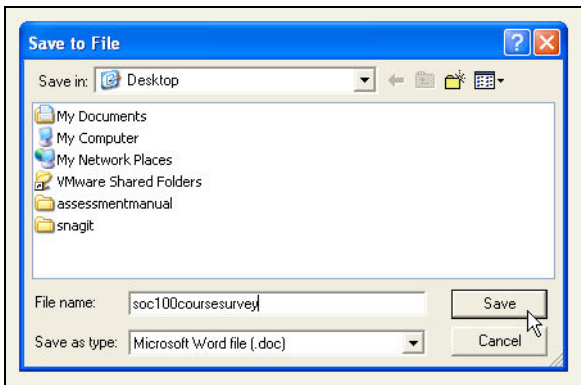 Save to File
Save in: Desktop
My Documents
My Computer
My Network Places
VMware Shared Folders
assessmentmanual
snagit
File name: soc100coursesurvey Save
Save as type: Microsoft Word file (.doc) Cancel